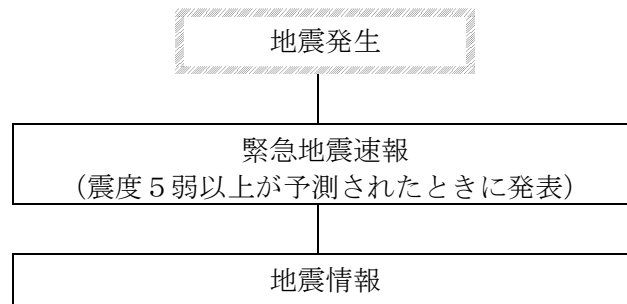 地震発生
緊急地震速報
（震度５弱以上が予測されたときに発表）
地震情報